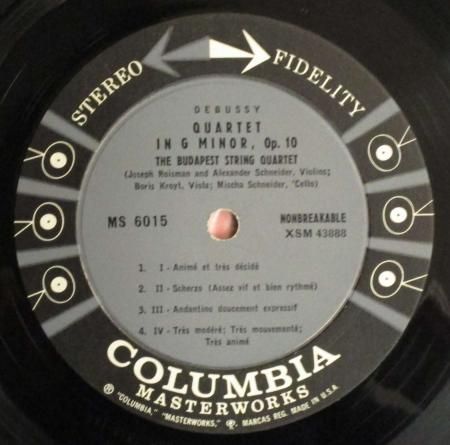 STEREO FIDELITY
DEBUSSY
QUARTET
IN G MINOR, Op. 10
THE BUDAPEST STRING QUARTET
(Joseph Roisman and Alexander Schneider, Violins;
Boris Kroyt, Viola; Mischa Schneider, 'Cello)
MS 6015
NONBREAKABLE
XSM 43888
1. I - Animé et très décidé
2. II - Scherzo (Assez vif et bien rythmé)
3. III - Andantino doucement expressif
4. IV - Très modéré; Très mouvementé;
Très animé
COLUMBIA
MASTERWORKS
® "COLUMBIA," "MASTERWORKS," MARCAS REG. MADE IN U.S.A.